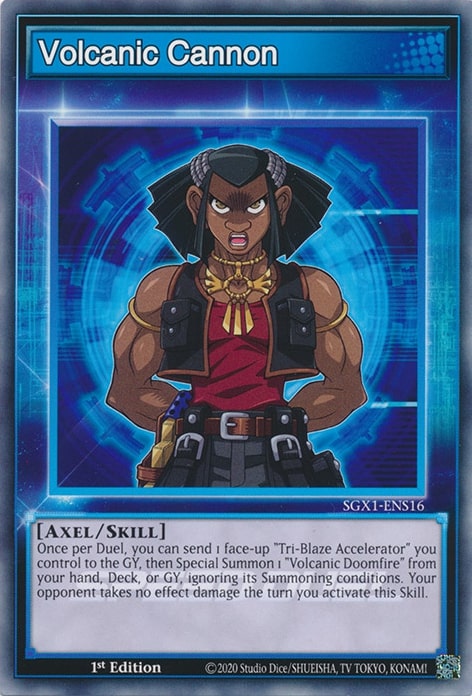 Volcanic Cannon
SGX1-ENS16
[AXEL/SKILL]
Once per Duel, you can send 1 face-up "Tri-Blaze Accelerator" you
control to the GY, then Special Summon 1 "Volcanic Doomfire" from
your hand, Deck, or GY, ignoring its Summoning conditions. Your
opponent takes no effect damage the turn you activate this Skill.
1st Edition
©2020 Studio Dice/SHUEISHA, TV TOKYO, KONAMI